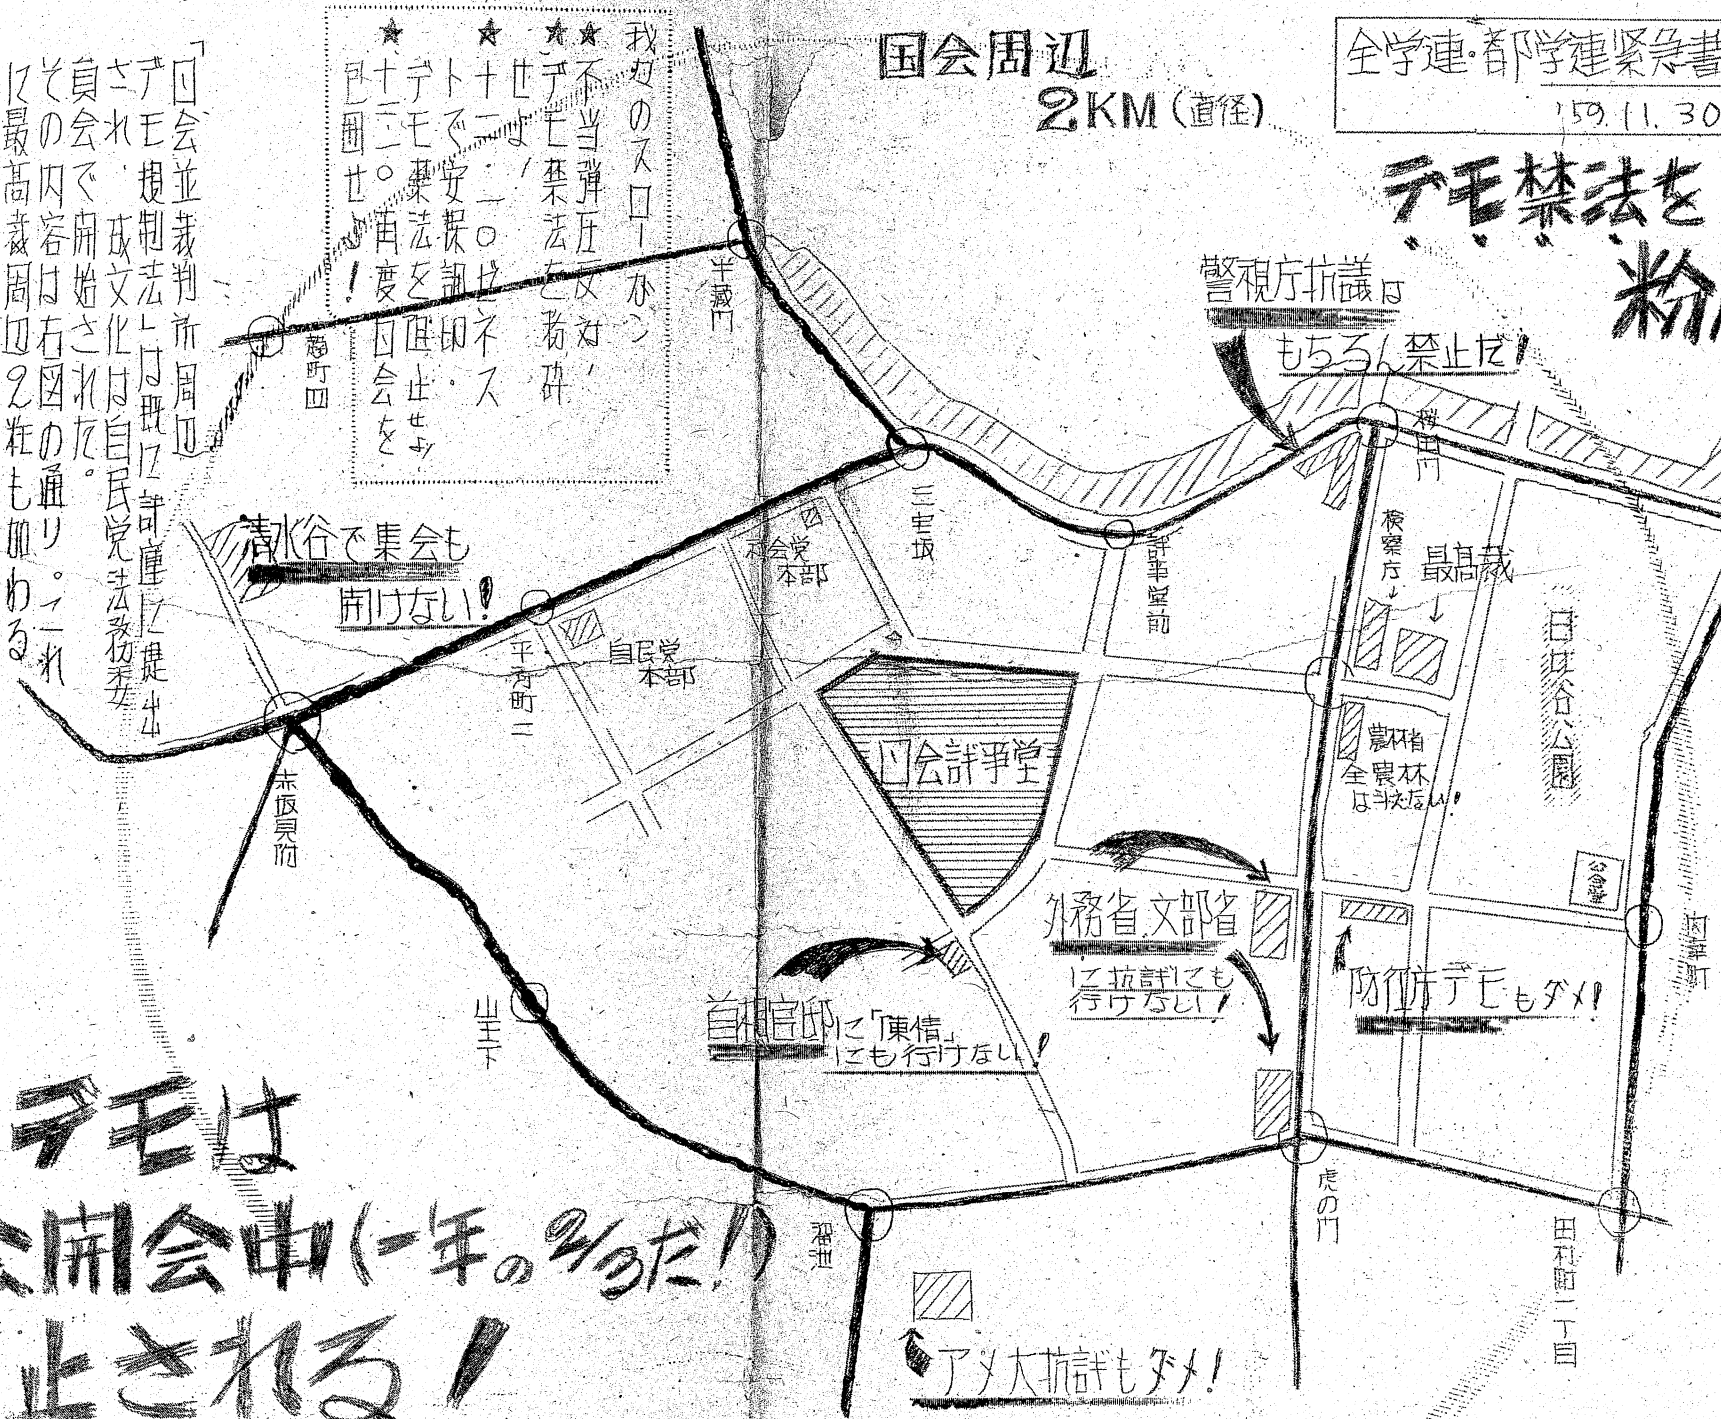 全学連・都学連緊急書
'59.11.30
国会周辺
2KM（直径）
デモ禁法を
粉
我々のスローガン
★不当弾圧反対、
★デモ禁法を粉砕
せよ!
★十二・一〇ゼネス
トで安保調印・
デモ禁法を阻止せよ
★十二・一〇再度国会を
包囲せよ!
「国会並裁判所周辺
デモ規制法」は既に評運に提出
され、成文化は自民党法務委
員会で開始された。
その内容は右図の通り。これ
に最高裁周辺2粁も加わる
半蔵門
麹町四
警視庁抗議は
もちろん禁止だ!
桜田門
三宅坂
議事堂前
検察庁
最高裁
清水谷で集会も
開けない!
社会党
本部
平河町二
自民党
本部
日比谷公園
農林省
全農林
国会議事堂
赤坂見附
公会堂
外務省、文部省
に抗議にも
行けない!
防衛庁デモもダメ!
内幸町
首相官邸に「陳情」
にも行けない!
山王下
デモは
開会中(一年の2/3だ!)
止される!
溜池
虎の門
田村町一丁目
アメ大抗議もダメ!